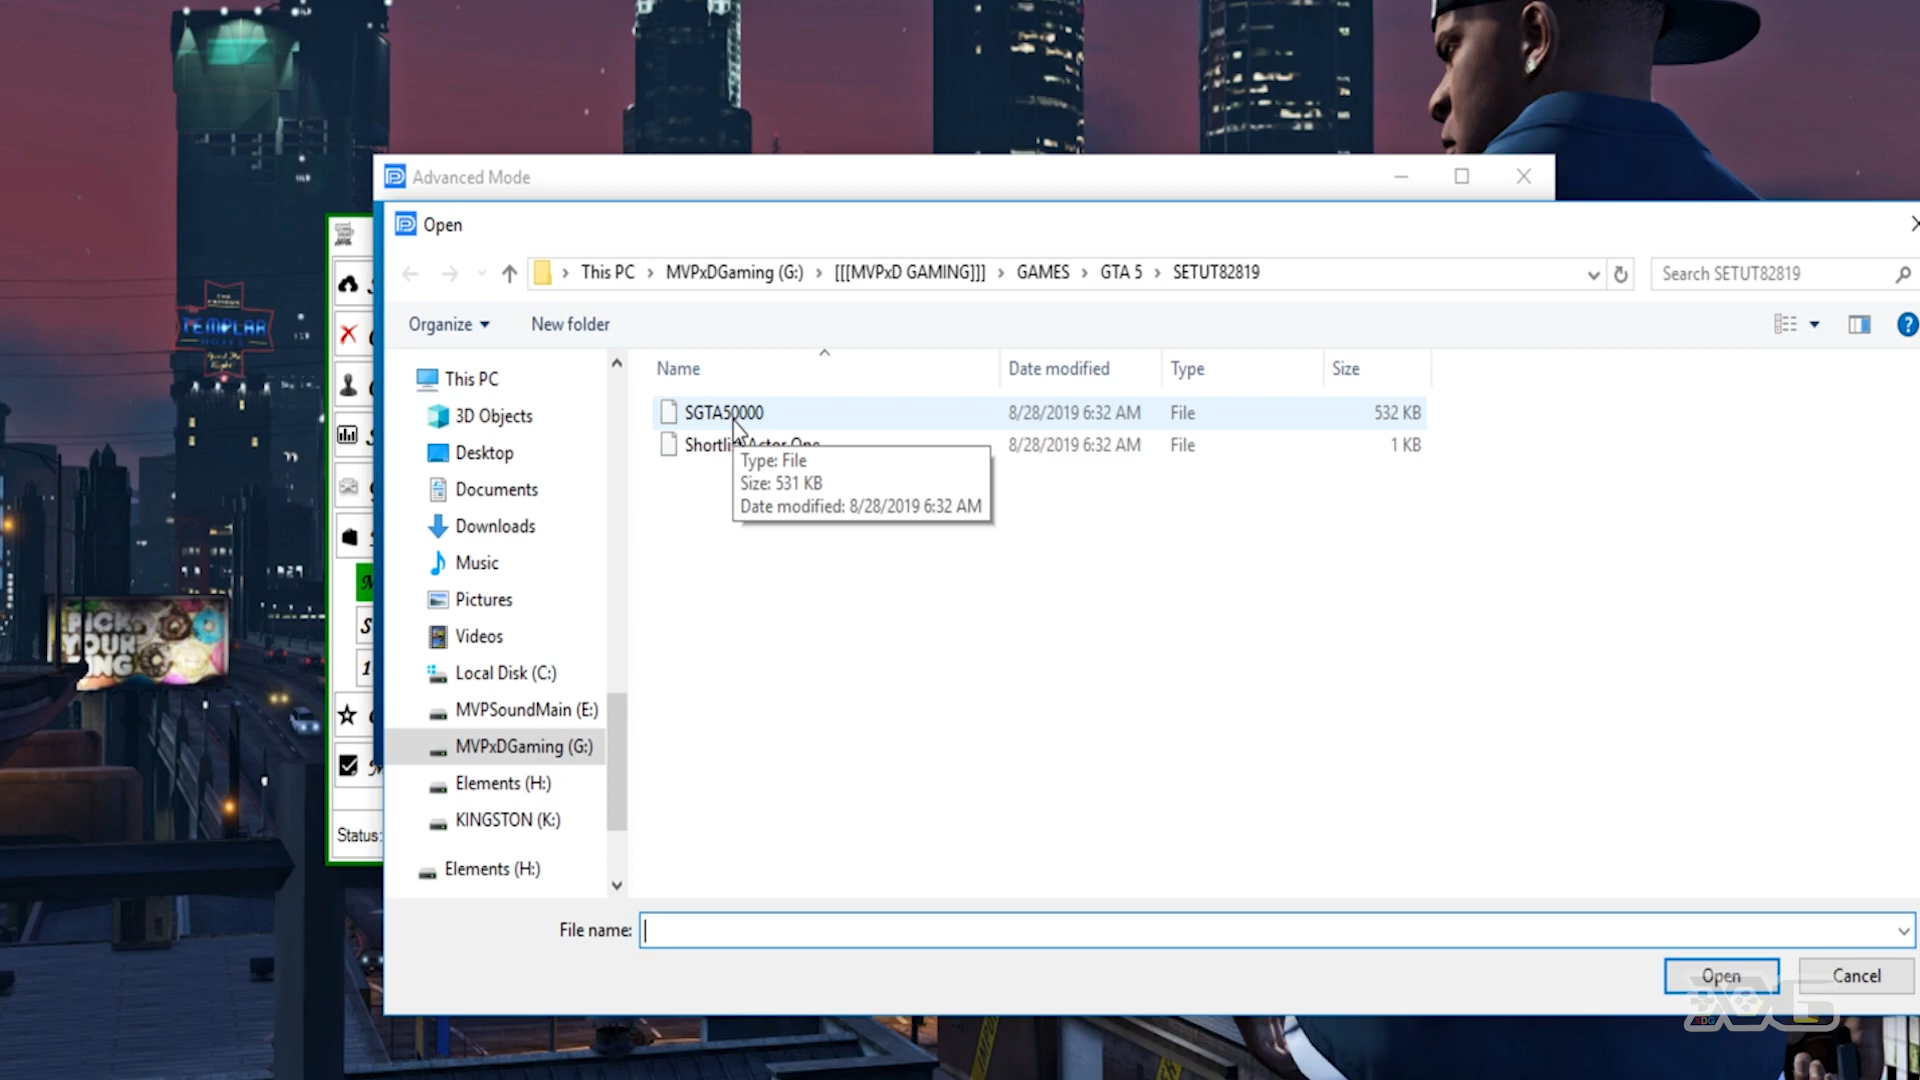 Advanced Mode
Open
This PC > MVPxDGaming (G:) > [[[MVPxD GAMING]]] > GAMES > GTA 5 > SETUT82819
Search SETUT82819
Organize
New folder
Name Date modified Type Size
SGTA50000 8/28/2019 6:32 AM File 532 KB
8/28/2019 6:32 AM File 1 KB
Type: File
Size: 531 KB
Date modified: 8/28/2019 6:32 AM
This PC
3D Objects
Desktop
Documents
Downloads
Music
Pictures
Videos
Local Disk (C:)
MVPSoundMain (E:)
MVPxDGaming (G:)
Elements (H:)
KINGSTON (K:)
Elements (H:)
File name:
Open
Cancel
Status:
TEMPLAR
HOTEL
PICK
YOUR